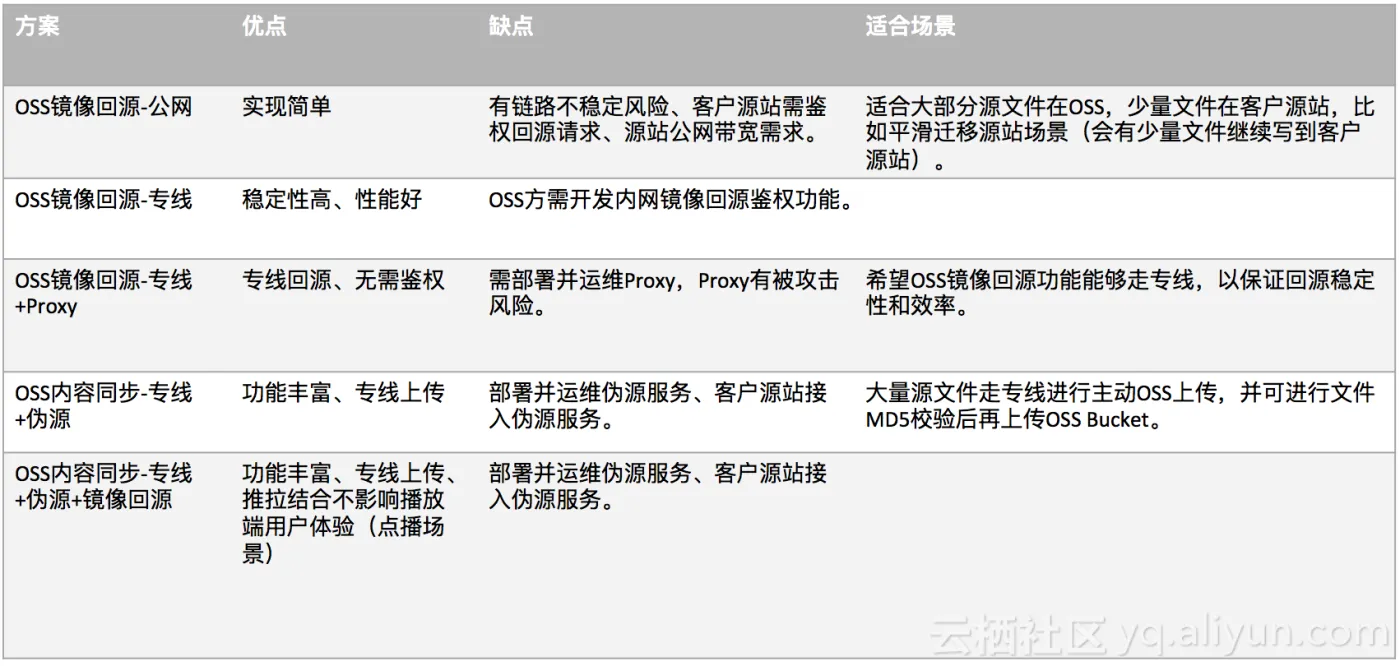 方案 优点 缺点 适合场景
OSS镜像回源-公网 实现简单 有链路不稳定风险、客户源站需鉴 适合大部分源文件在OSS，少量文件在客户源站，比
权回源请求、源站公网带宽需求。 如平滑迁移源站场景（会有少量文件继续写到客户
源站）。
OSS镜像回源-专线 稳定性高、性能好 OSS方需开发内网镜像回源鉴权功能。
OSS镜像回源-专线 专线回源、无需鉴权 需部署并运维Proxy，Proxy有被攻击 希望OSS镜像回源功能能够走专线，以保证回源稳定
+Proxy 风险。 性和效率。
OSS内容同步-专线 功能丰富、专线上传 部署并运维伪源服务、客户源站接 大量源文件走专线进行主动OSS上传，并可进行文件
+伪源 入伪源服务。 MD5校验后再上传OSS Bucket。
OSS内容同步-专线 功能丰富、专线上传、 部署并运维伪源服务、客户源站接
+伪源+镜像回源 推拉结合不影响播放 入伪源服务。
端用户体验（点播场
景）
云栖社区 yq.aliyun.com